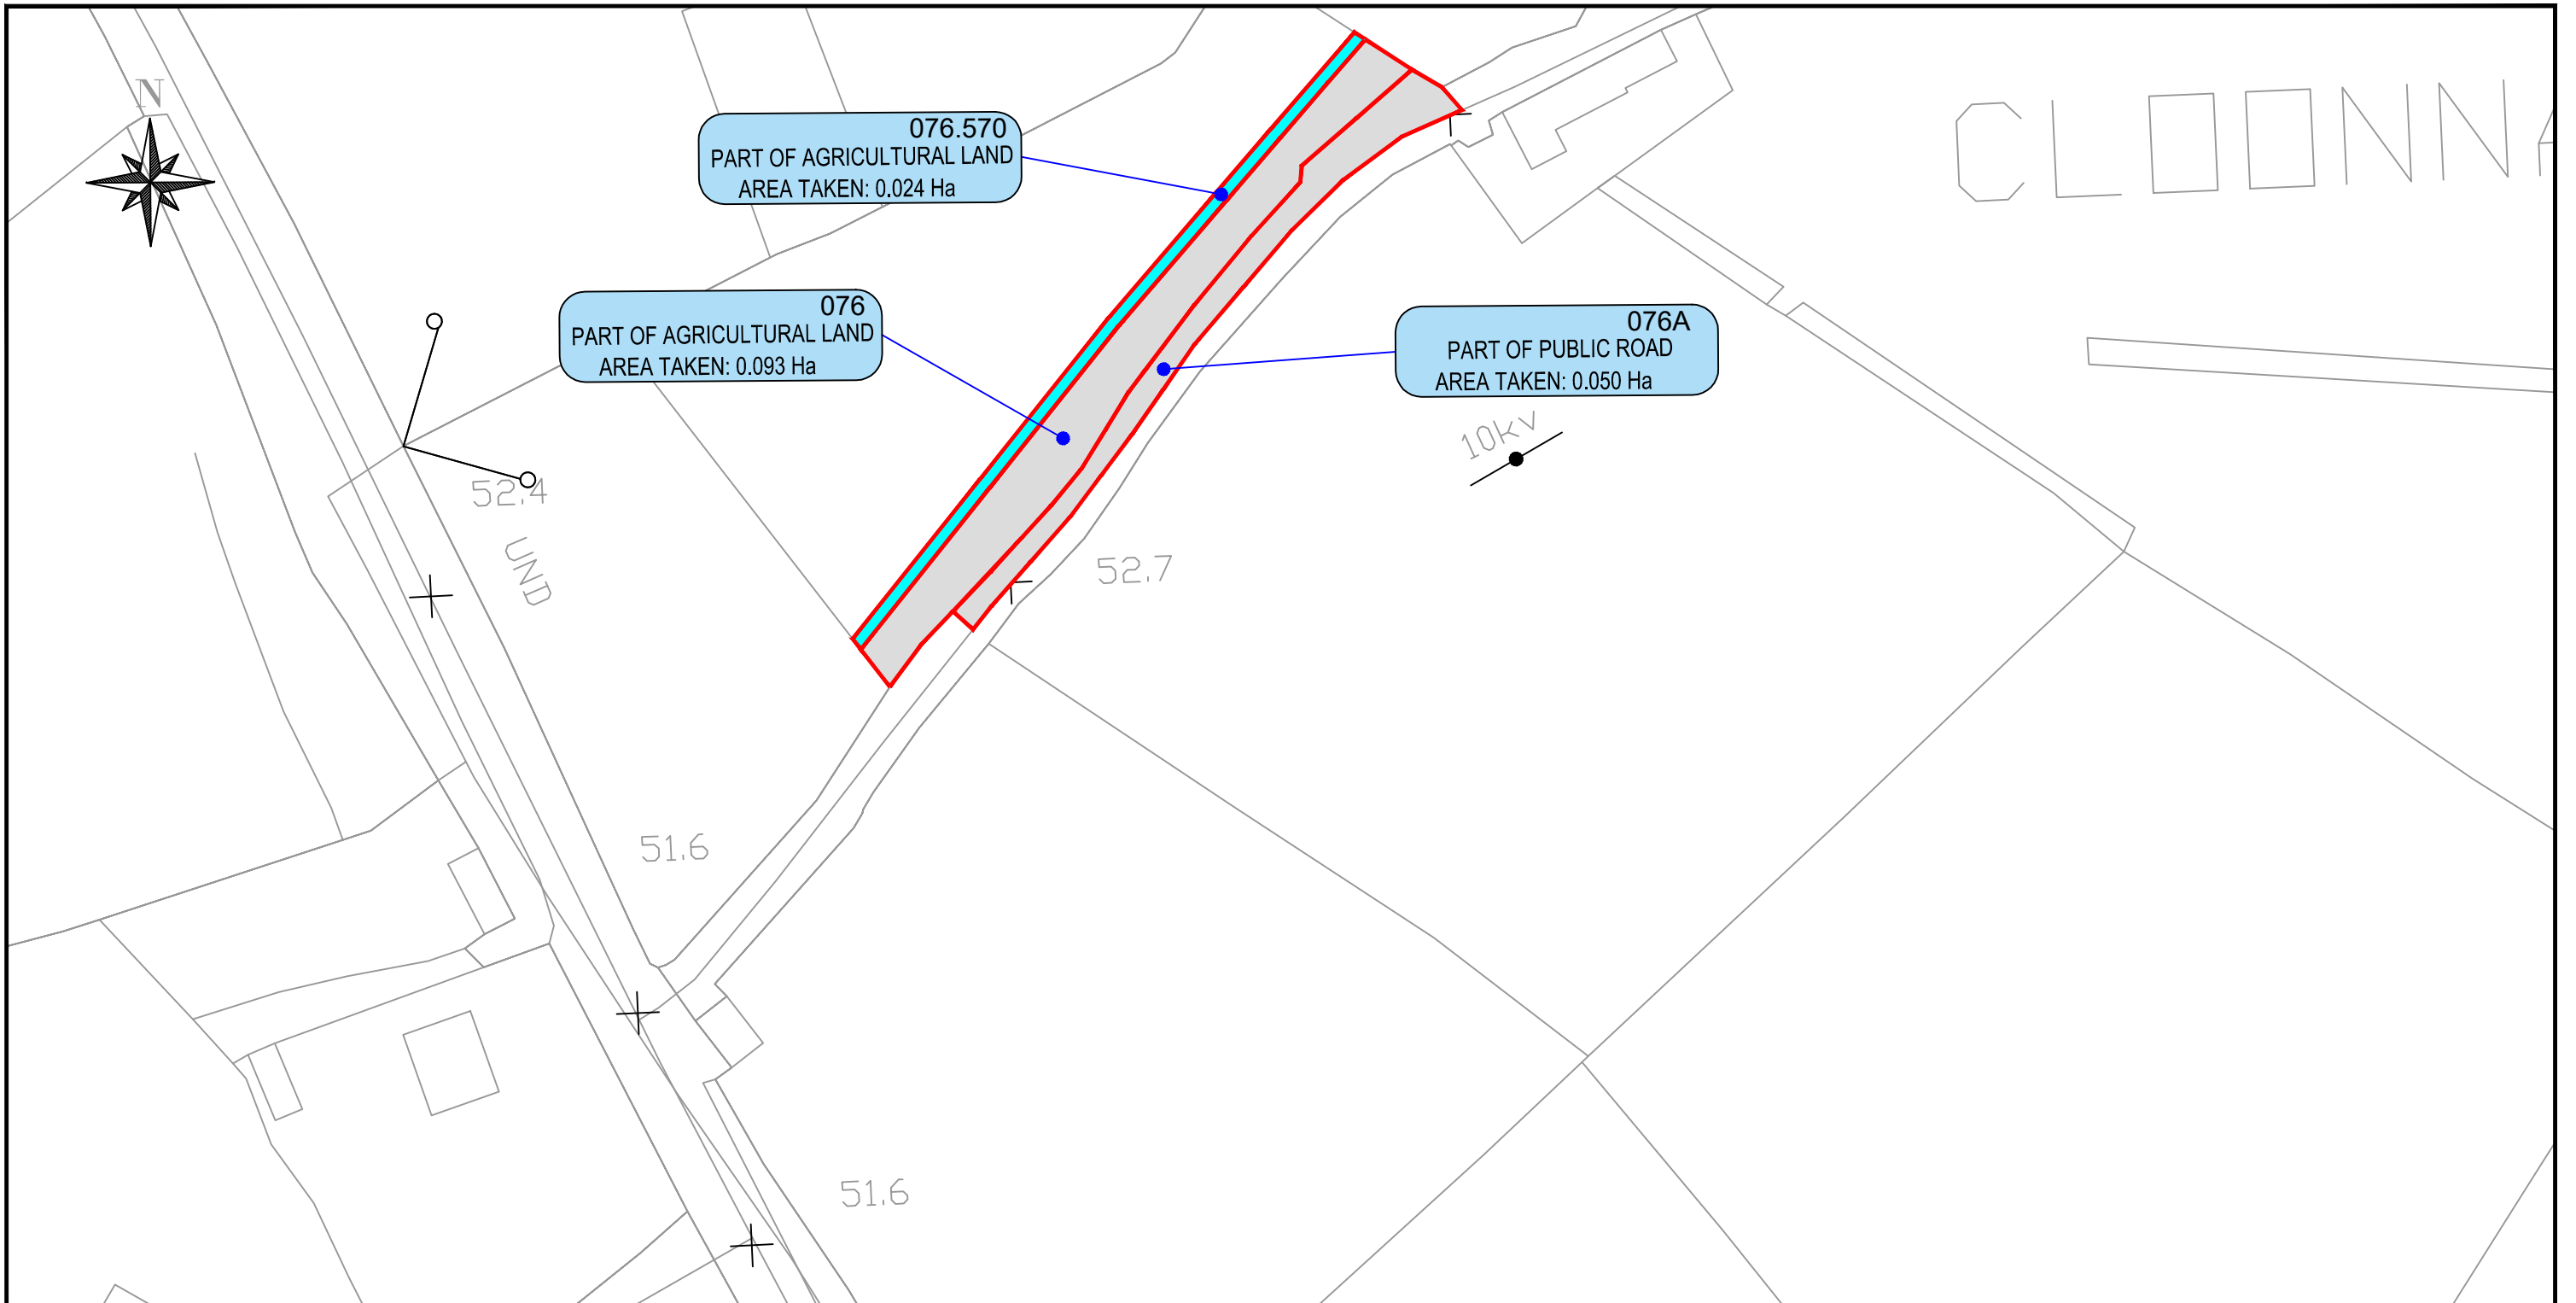 N
076.570
PART OF AGRICULTURAL LAND
AREA TAKEN: 0.024 Ha
CLOONN
076
PART OF AGRICULTURAL LAND
AREA TAKEN: 0.093 Ha
076A
PART OF PUBLIC ROAD
AREA TAKEN: 0.050 Ha
10kv
52.4
UND
52.7
51.6
51.6